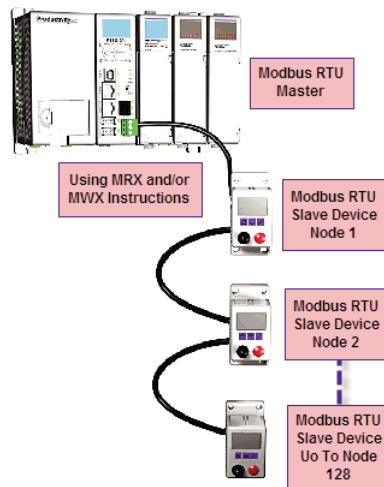 Productivity
Modbus RTU
Master
Using MRX and/or
MWX Instructions
Modbus RTU
Slave Device
Node 1
Modbus RTU
Slave Device
Node 2
Modbus RTU
Slave Device
Uo To Node
128